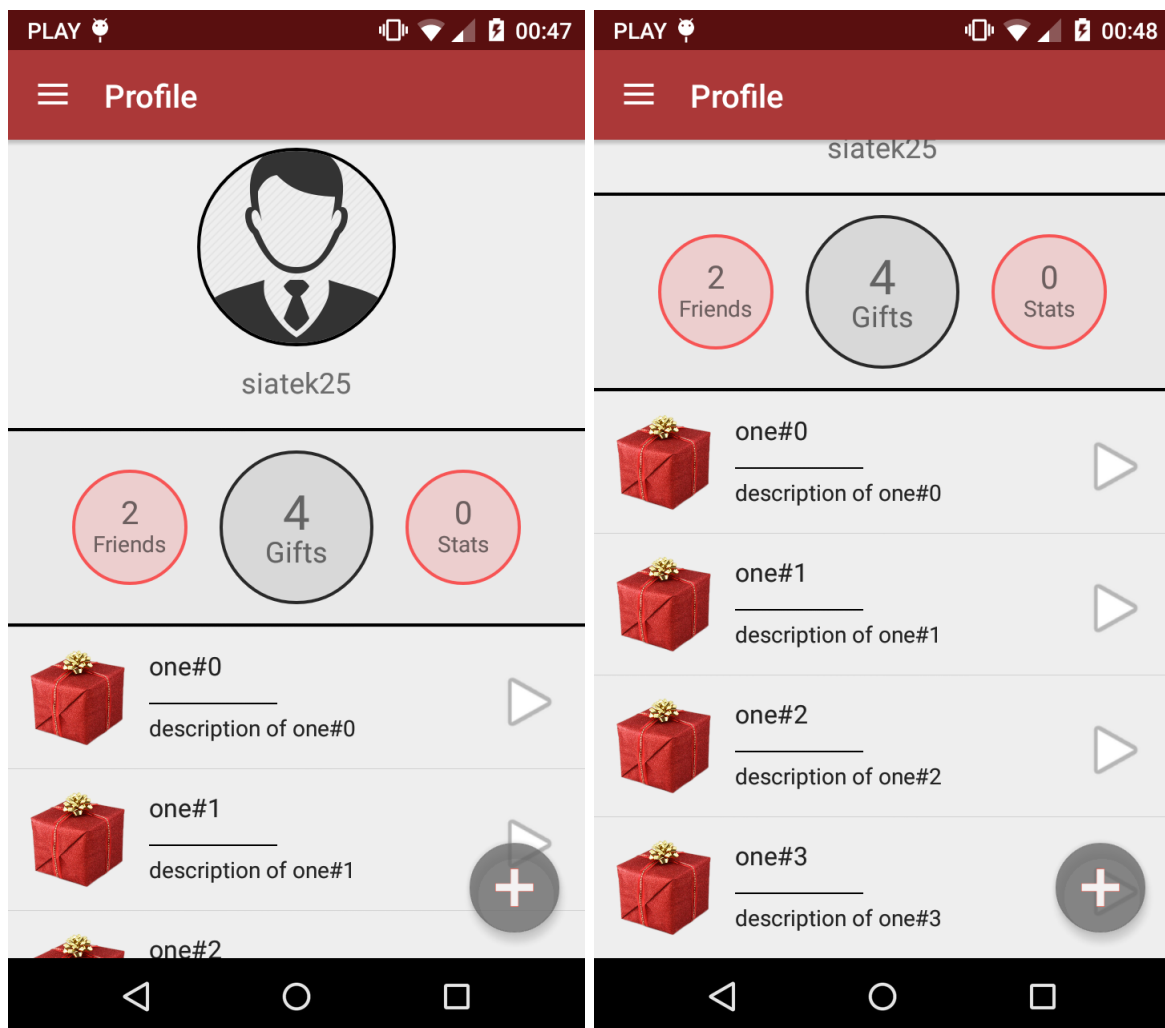 PLAY 00:47
Profile
siatek25
2
Friends
4
Gifts
0
Stats
one#0
description of one#0
one#1
description of one#1
one#2
PLAY 00:48
Profile
siatek25
2
Friends
4
Gifts
0
Stats
one#0
description of one#0
one#1
description of one#1
one#2
description of one#2
one#3
description of one#3